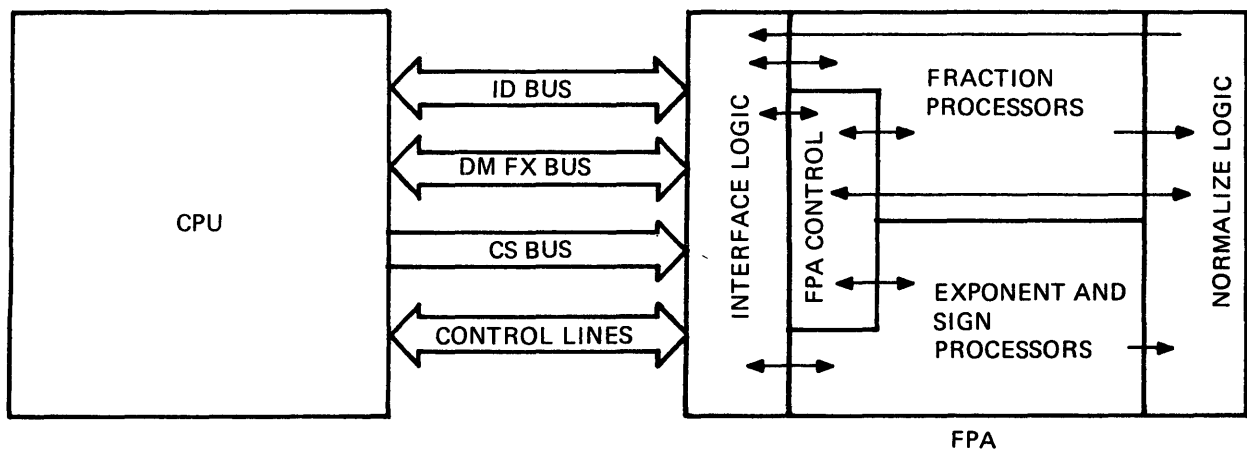 CPU
ID BUS
DM FX BUS
CS BUS
CONTROL LINES
INTERFACE LOGIC
FPA CONTROL
FRACTION
PROCESSORS
EXPONENT AND
SIGN
PROCESSORS
NORMALIZE LOGIC
FPA